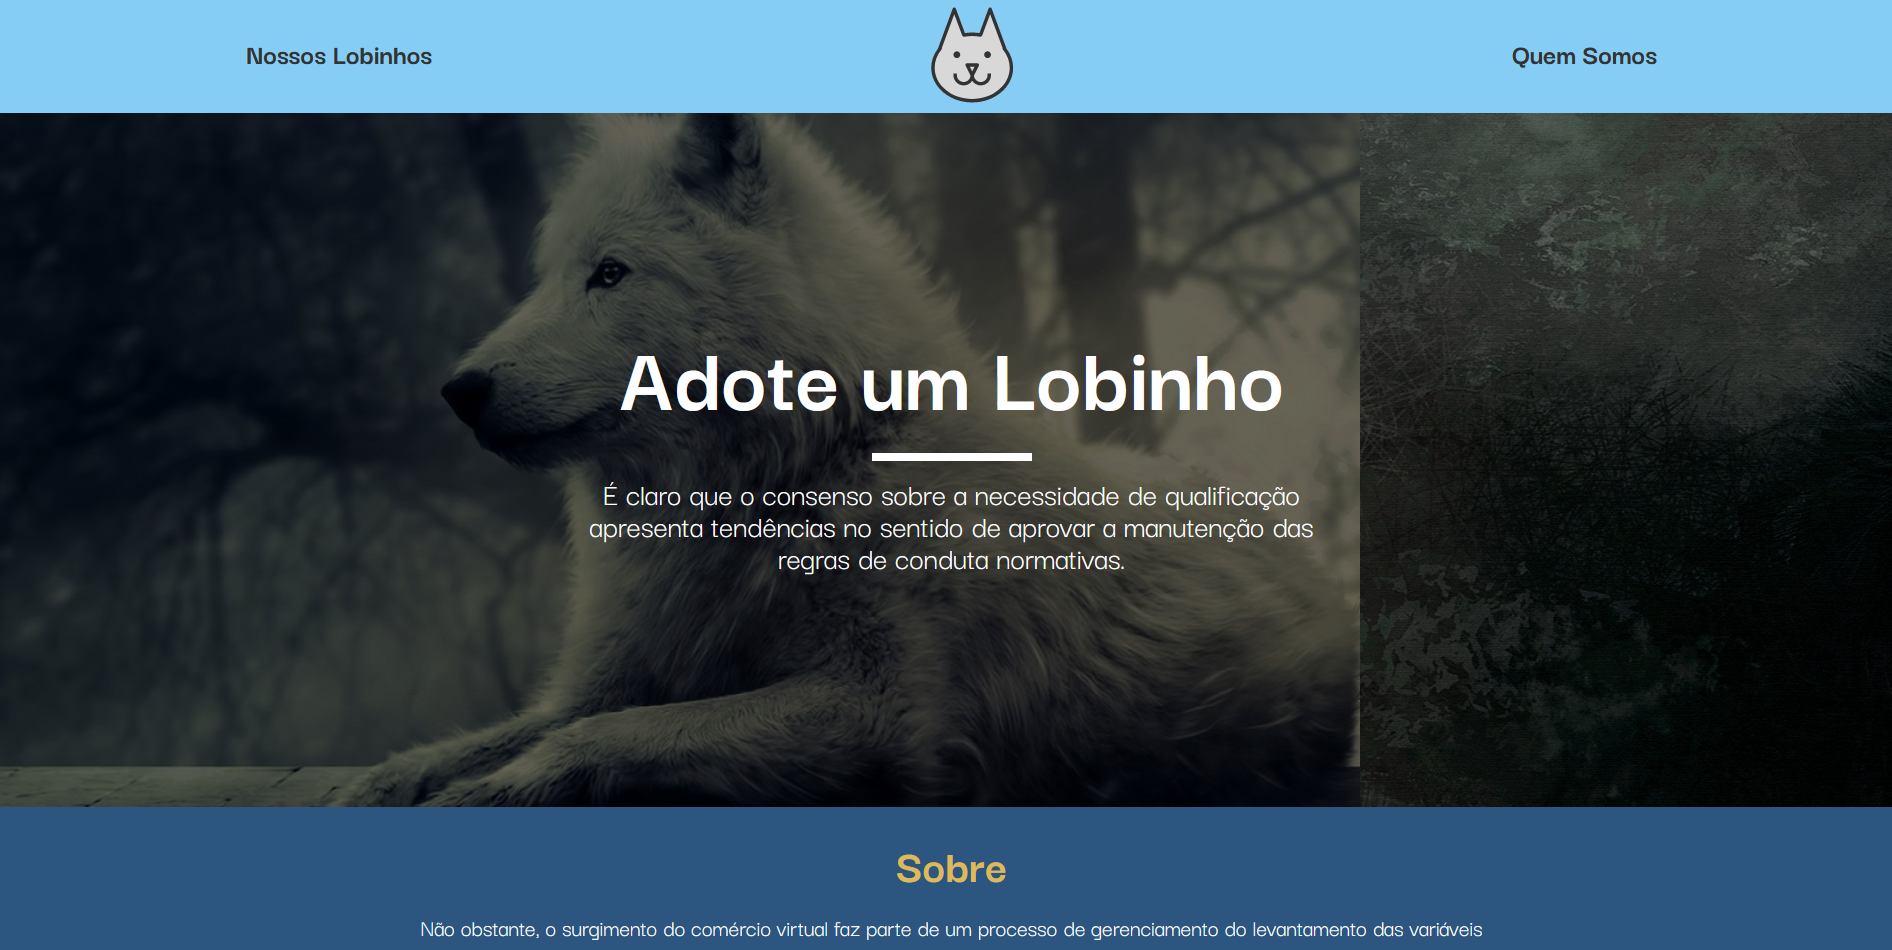 Nossos Lobinhos
Quem Somos
Adote um Lobinho
É claro que o consenso sobre a necessidade de qualificação
apresenta tendências no sentido de aprovar a manutenção das
regras de conduta normativas.
Sobre
Não obstante, o surgimento do comércio virtual faz parte de um processo de gerenciamento do levantamento das variáveis